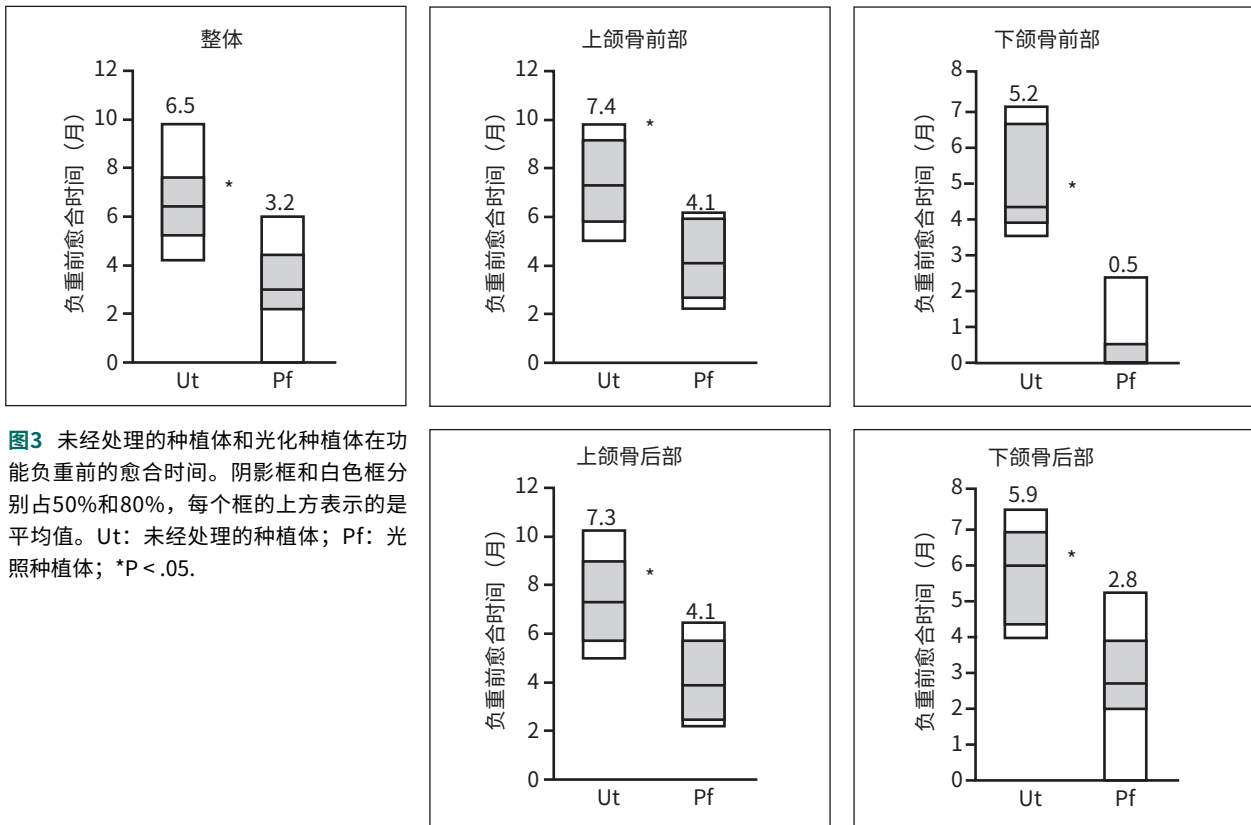 整体
12
10
8
6
4
2
0
负重前愈合时间（月）
6.5
*
3.2
Ut
Pf
上颌骨前部
12
10
8
6
4
2
0
负重前愈合时间（月）
7.4
*
4.1
Ut
Pf
下颌骨前部
8
7
6
5
4
3
2
1
0
负重前愈合时间（月）
5.2
*
0.5
Ut
Pf
图3 未经处理的种植体和光化种植体在功
能负重前的愈合时间。阴影框和白色框分
别占50%和80%，每个框的上方表示的是
平均值。Ut：未经处理的种植体；Pf：光
照种植体；*P < .05.
上颌骨后部
12
10
8
6
4
2
0
负重前愈合时间（月）
7.3
*
4.1
Ut
Pf
下颌骨后部
8
7
6
5
4
3
2
1
0
负重前愈合时间（月）
5.9
*
2.8
Ut
Pf